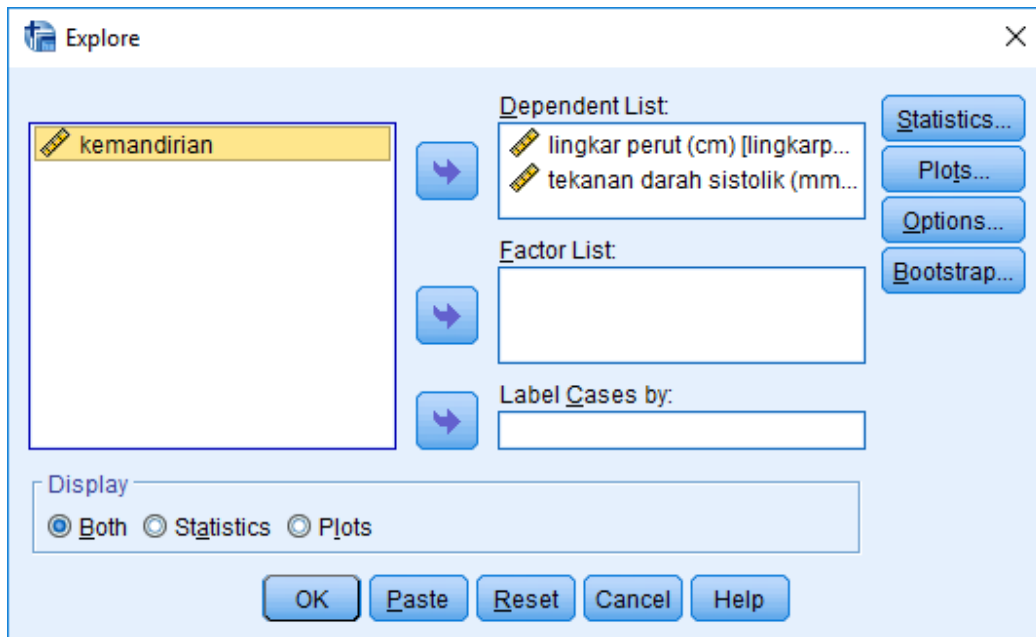 Explore
Dependent List:
kemandirian
lingkar perut (cm) [lingkarp...
tekanan darah sistolik (mm...
Statistics...
Plots...
Options...
Bootstrap...
Factor List:
Label Cases by:
Display
Both Statistics Plots
OK Paste Reset Cancel Help